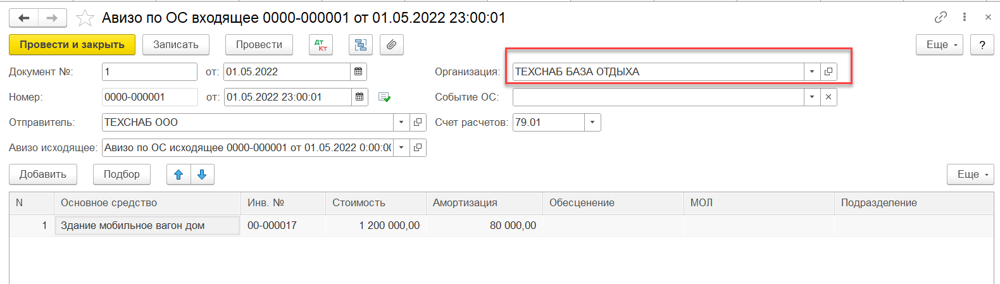 Авизо по ОС входящее 0000-000001 от 01.05.2022 23:00:01
Провести и закрыть Записать Провести Дт Кт Еще ?
Документ №: 1 от: 01.05.2022 Организация: ТЕХСНАБ БАЗА ОТДЫХА
Номер: 0000-000001 от: 01.05.2022 23:00:01 Событие ОС:
Отправитель: ТЕХСНАБ ООО Счет расчетов: 79.01
Авизо исходящее: Авизо по ОС исходящее 0000-000001 от 01.05.2022 0:00:00
Добавить Подбор Еще
N Основное средство Инв. № Стоимость Амортизация Обесценение МОЛ Подразделение
1 Здание мобильное вагон дом 00-000017 1 200 000,00 80 000,00